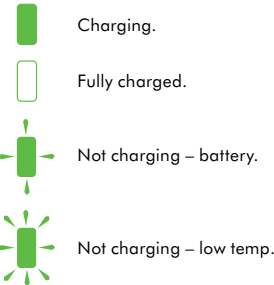 Charging.
Fully charged.
Not charging – battery.
Not charging – low temp.